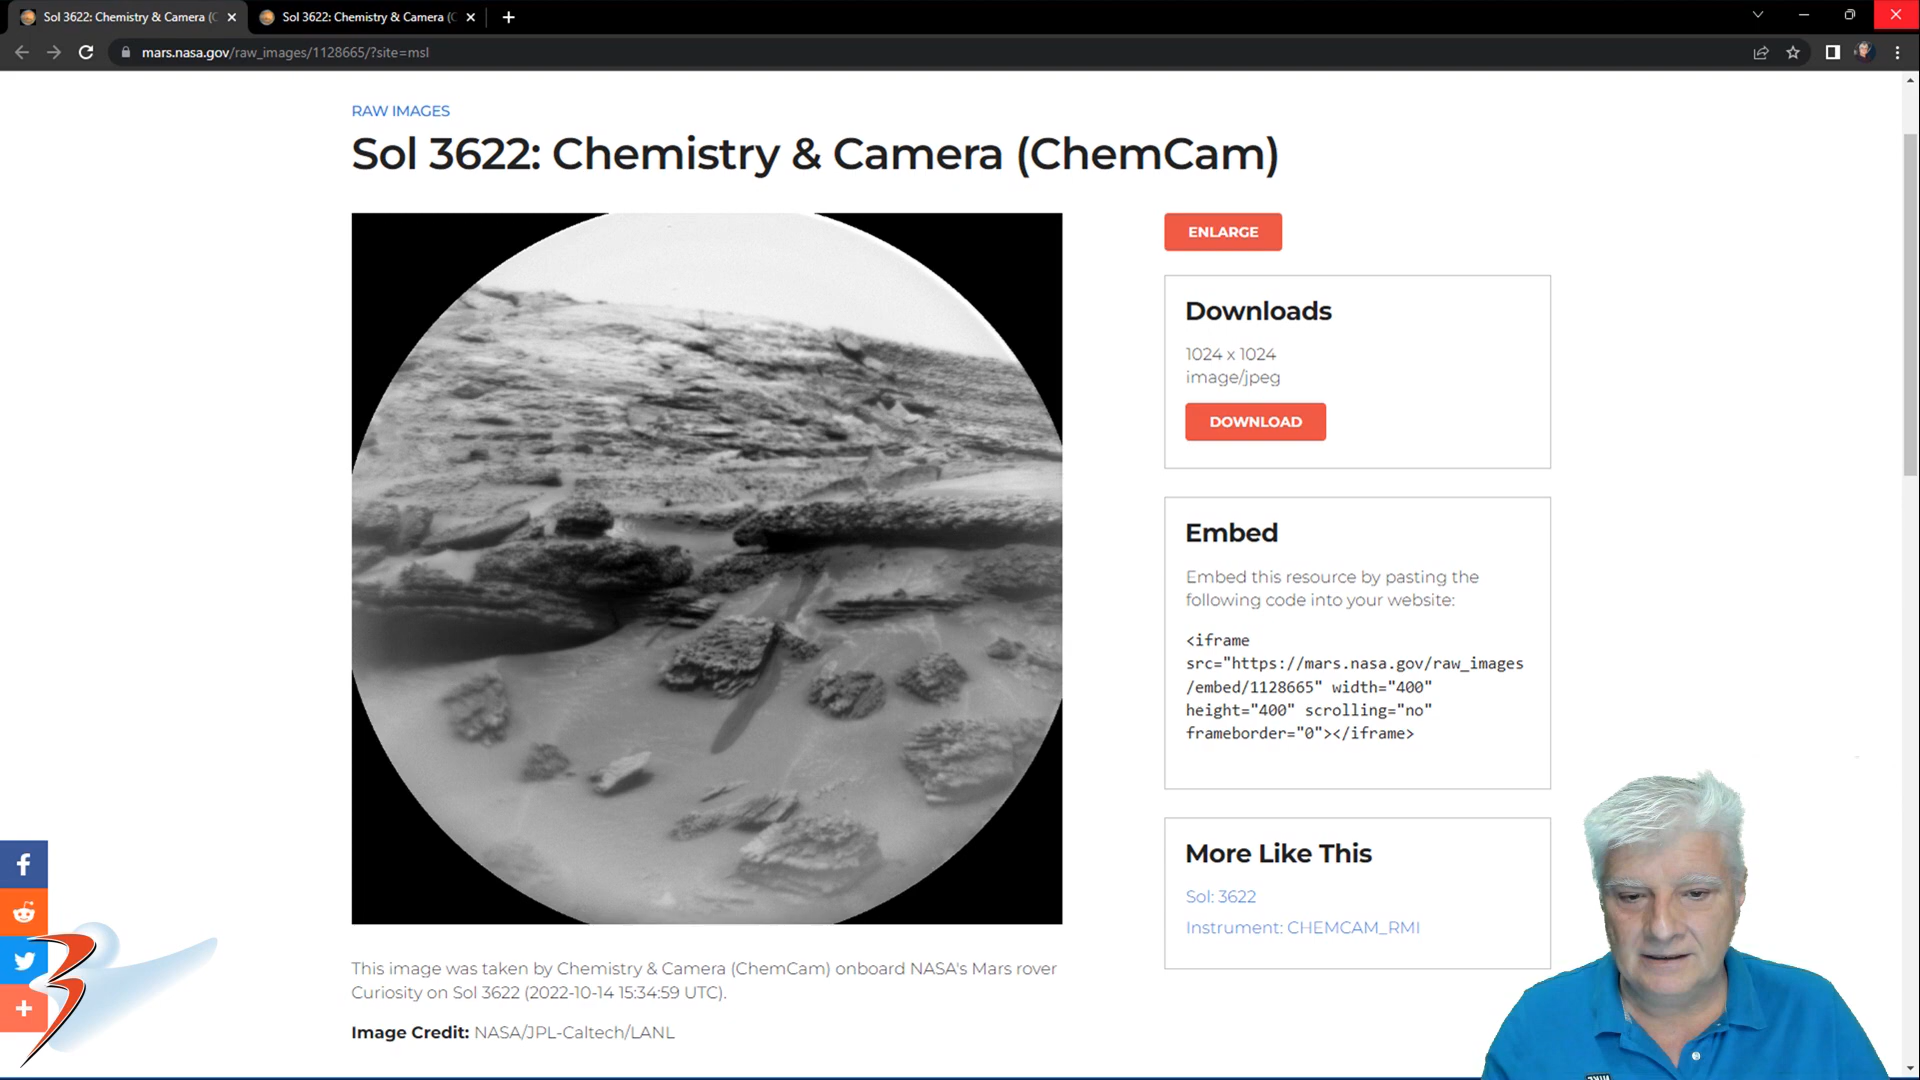 Sol 3622: Chemistry & Camera (C
Sol 3622: Chemistry & Camera (C
mars.nasa.gov/raw_images/1128665/?site=msl
RAW IMAGES
Sol 3622: Chemistry & Camera (ChemCam)
ENLARGE
Downloads
1024 x 1024
image/jpeg
DOWNLOAD
Embed
Embed this resource by pasting the
following code into your website:
<iframe
src="https://mars.nasa.gov/raw_images
/embed/1128665" width="400"
height="400" scrolling="no"
frameborder="0"></iframe>
More Like This
Sol: 3622
Instrument: CHEMCAM_RMI
This image was taken by Chemistry & Camera (ChemCam) onboard NASA's Mars rover
Curiosity on Sol 3622 (2022-10-14 15:34:59 UTC).
Image Credit: NASA/JPL-Caltech/LANL